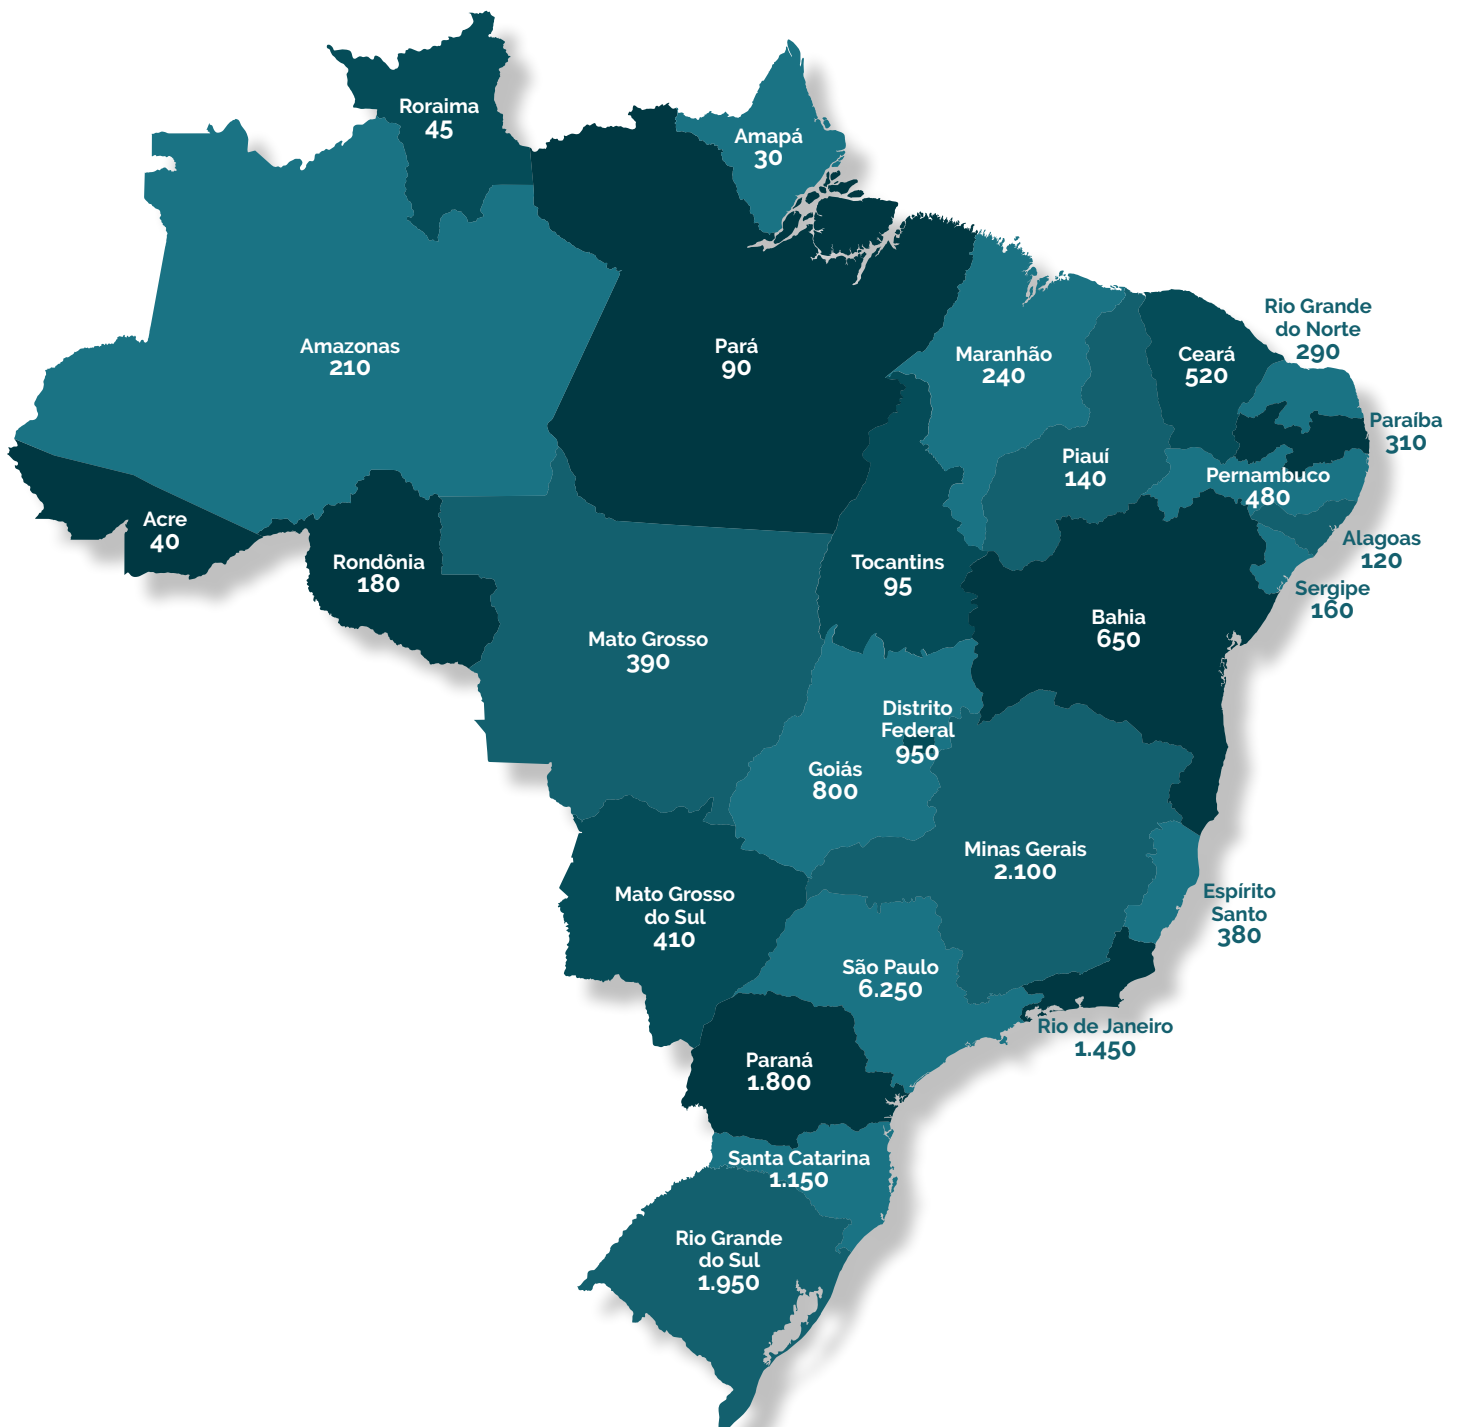 Roraima
45
Amapá
30
Amazonas
210
Pará
90
Maranhão
240
Ceará
520
Rio Grande
do Norte
290
Paraíba
310
Piauí
140
Pernambuco
480
Acre
40
Rondônia
180
Tocantins
95
Alagoas
120
Sergipe
160
Bahia
650
Mato Grosso
390
Distrito
Federal
950
Goiás
800
Minas Gerais
2.100
Mato Grosso
do Sul
410
Espírito
Santo
380
São Paulo
6.250
Rio de Janeiro
1.450
Paraná
1.800
Santa Catarina
1.150
Rio Grande
do Sul
1.950